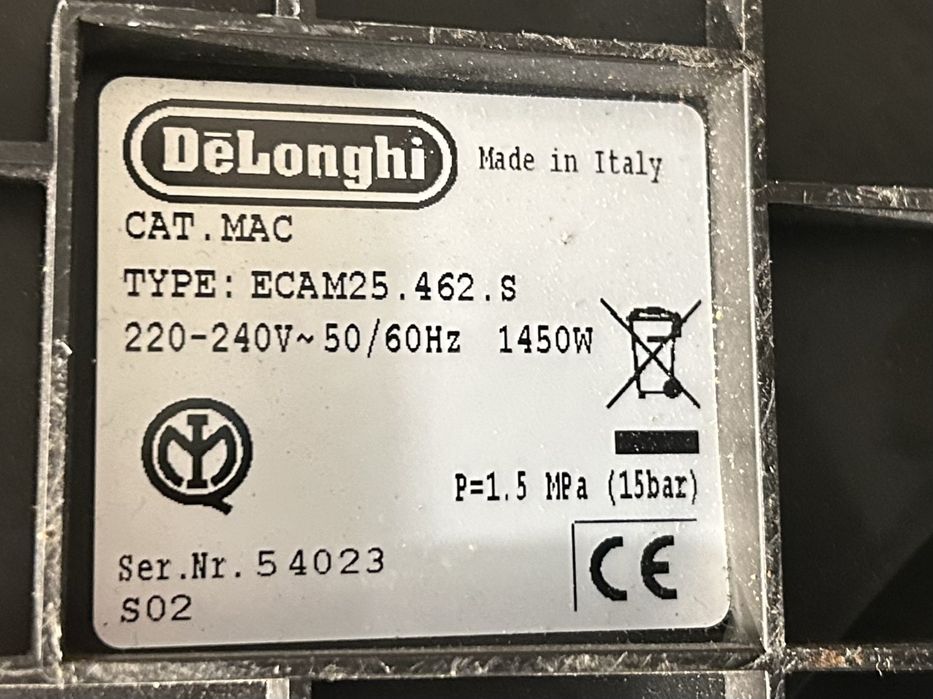 DēLonghi Made in Italy
CAT.MAC
TYPE: ECAM25.462.S
220-240V~50/60Hz 1450W
P=1.5 MPa (15bar)
Ser.Nr.54023
S02
CE